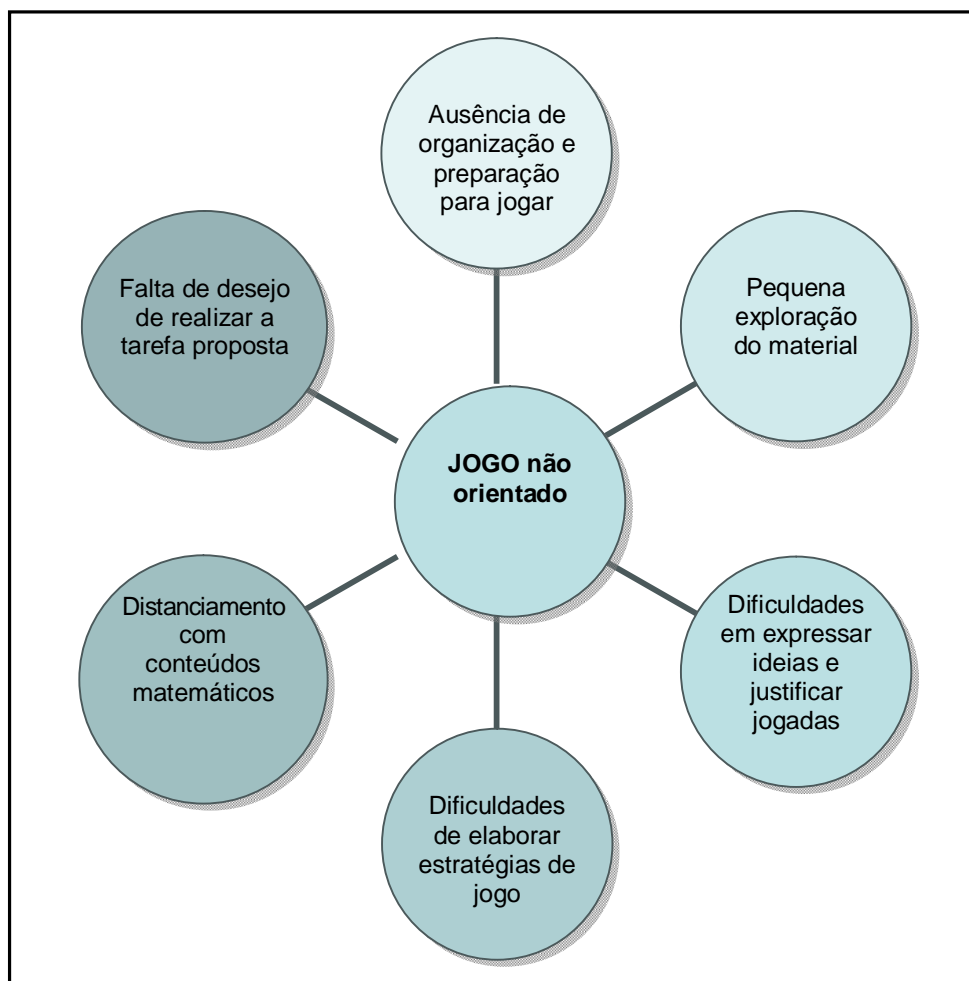 Ausência de
organização e
preparação
para jogar
Pequena
exploração
do material
Dificuldades
em expressar
ideias e
justificar
jogadas
Dificuldades
de elaborar
estratégias de
jogo
Distanciamento
com
conteúdos
matemáticos
Falta de desejo
de realizar a
tarefa proposta
JOGO não
orientado